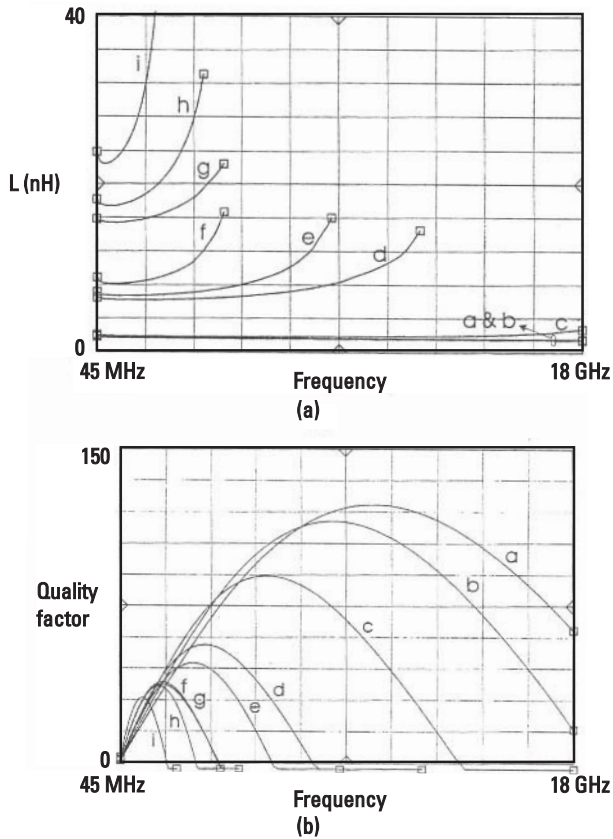 40
i
h
L (nH)
g
f
e
d
a & b
c
0
45 MHz
Frequency
18 GHz
(a)
150
a
Quality
factor
b
c
f
g
d
e
h
i
0
45 MHz
Frequency
18 GHz
(b)